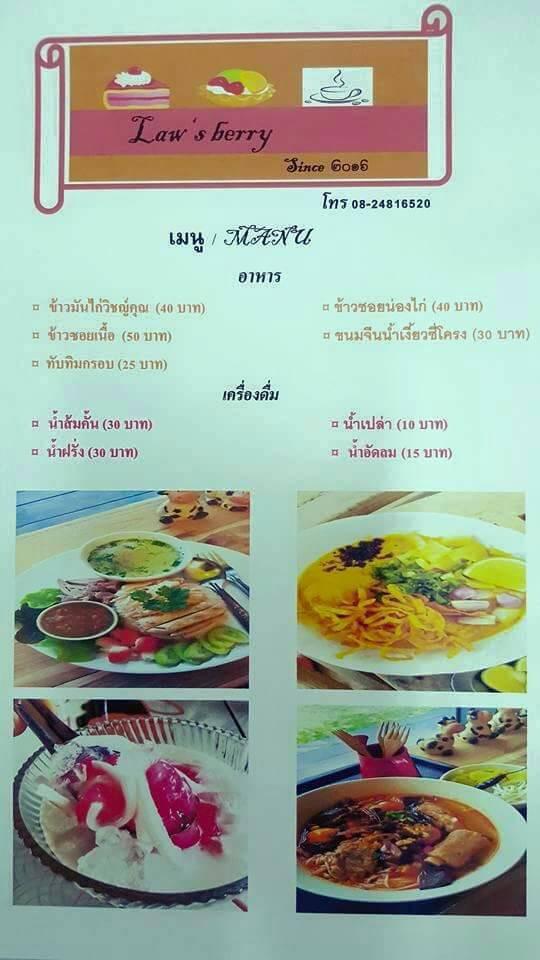 Law's berry
Since ๒๐๑๖
โทร 08-24816520
เมนู / MANU
อาหาร
¤ ข้าวมันไก่วิชญ์คุณ (40 บาท)
¤ ข้าวซอยน่องไก่ (40 บาท)
¤ ข้าวซอยเนื้อ (50 บาท)
¤ ขนมจีนน้ำเงี้ยวซี่โครง (30 บาท)
¤ ทับทิมกรอบ (25 บาท)
เครื่องดื่ม
¤ น้ำส้มคั้น (30 บาท)
¤ น้ำเปล่า (10 บาท)
¤ น้ำฝรั่ง (30 บาท)
¤ น้ำอัดลม (15 บาท)